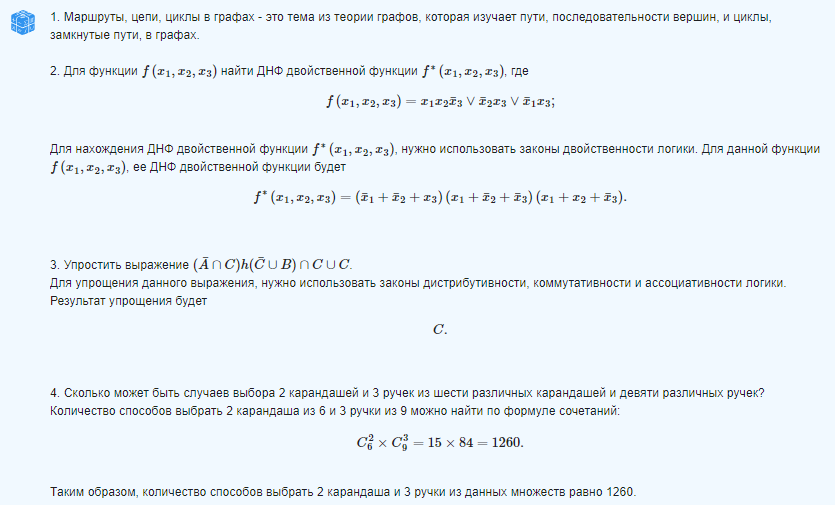 1. Маршруты, цепи, циклы в графах - это тема из теории графов, которая изучает пути, последовательности вершин, и циклы,
замкнутые пути, в графах.
2. Для функции f (x₁, x₂, x₃) найти ДНФ двойственной функции f* (x₁, x₂, x₃), где
f (x₁, x₂, x₃) = x₁x₂x̄₃ ∨ x̄₂x₃ ∨ x̄₁x₃;
Для нахождения ДНФ двойственной функции f* (x₁, x₂, x₃), нужно использовать законы двойственности логики. Для данной функции
f (x₁, x₂, x₃), ее ДНФ двойственной функции будет
f* (x₁, x₂, x₃) = (x̄₁ + x̄₂ + x₃) (x₁ + x̄₂ + x̄₃) (x₁ + x₂ + x̄₃).
3. Упростить выражение (Ā ∩ C)h(C̄ ∪ B) ∩ C ∪ C.
Для упрощения данного выражения, нужно использовать законы дистрибутивности, коммутативности и ассоциативности логики.
Результат упрощения будет
C.
4. Сколько может быть случаев выбора 2 карандашей и 3 ручек из шести различных карандашей и девяти различных ручек?
Количество способов выбрать 2 карандаша из 6 и 3 ручки из 9 можно найти по формуле сочетаний:
C₆² × C₉³ = 15 × 84 = 1260.
Таким образом, количество способов выбрать 2 карандаша и 3 ручки из данных множеств равно 1260.